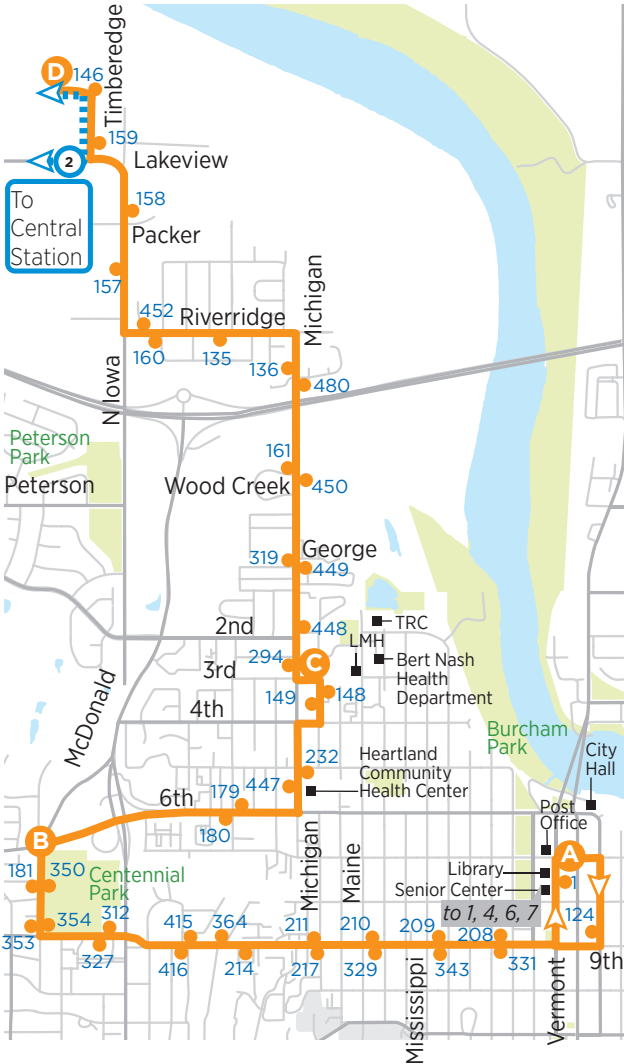 D
146
Timberedge
159
2
Lakeview
To
Central
Station
158
Packer
157
452
Riverridge
Michigan
160
135
136
480
N Iowa
Peterson
Park
Peterson
161
Wood Creek
450
319
George
449
2nd
448
TRC
LMH
294
C
3rd
Bert Nash
Health
Department
149
148
4th
McDonald
Burcham
Park
City
Hall
232
Heartland
Community
Health Center
447
179
6th
180
Post
Office
B
A
181
350
Centennial
Park
Michigan
Maine
Library
1
Senior Center
to 1, 4, 6, 7
124
353
354
312
415
364
211
210
209
208
327
416
214
217
329
343
331
9th
Mississippi
Vermont